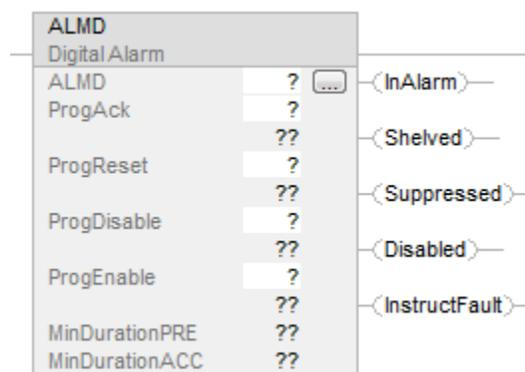 ALMD
Digital Alarm
ALMD ? ... InAlarm
ProgAck ?
?? Shelved
ProgReset ?
?? Suppressed
ProgDisable ?
?? Disabled
ProgEnable ?
?? InstructFault
MinDurationPRE ??
MinDurationACC ??